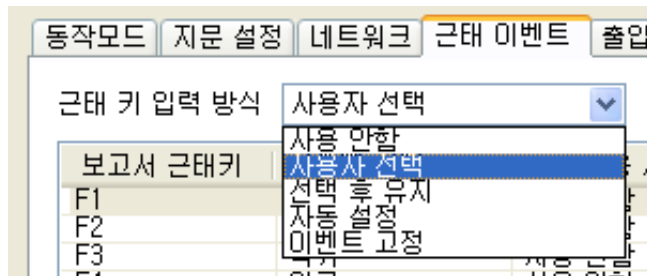 동작모드 지문 설정 네트워크 근태 이벤트 출입
근태 키 입력 방식 사용자 선택
사용 안함
보고서 근태키 사용자 선택
F1 선택 후 유지
F2 자동 설정
F3 이벤트 고정